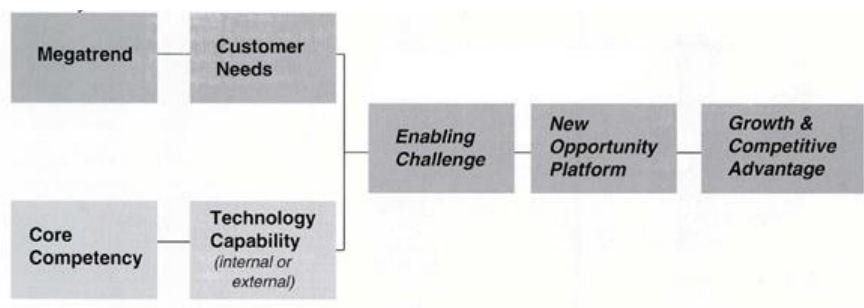 Megatrend
Customer
Needs
Enabling
Challenge
New
Opportunity
Platform
Growth &
Competitive
Advantage
Core
Competency
Technology
Capability
(internal or
external)